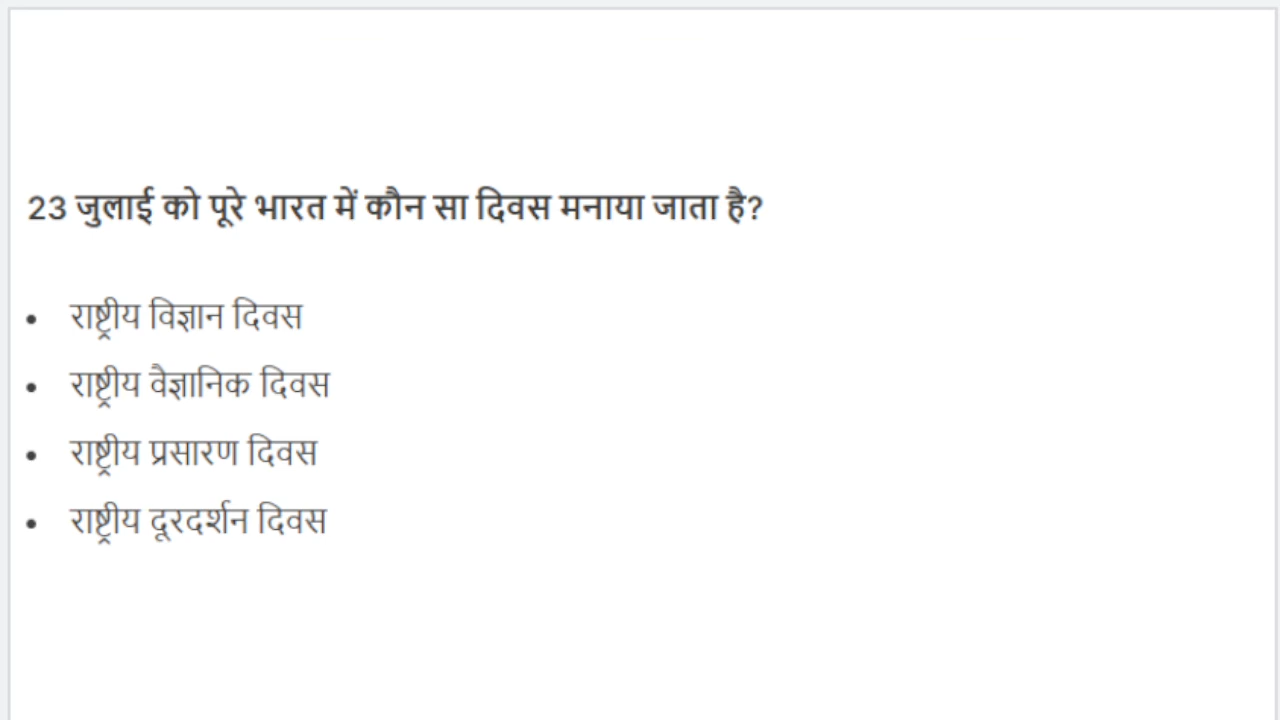 23 जुलाई को पूरे भारत में कौन सा दिवस मनाया जाता है?
• राष्ट्रीय विज्ञान दिवस
• राष्ट्रीय वैज्ञानिक दिवस
• राष्ट्रीय प्रसारण दिवस
• राष्ट्रीय दूरदर्शन दिवस